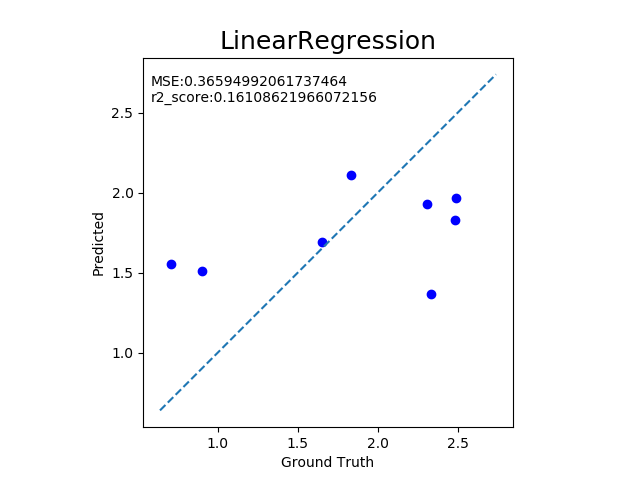 LinearRegression
MSE:0.36594992061737464
r2_score:0.16108621966072156
2.5
2.0
1.5
1.0
Predicted
1.0 1.5 2.0 2.5
Ground Truth